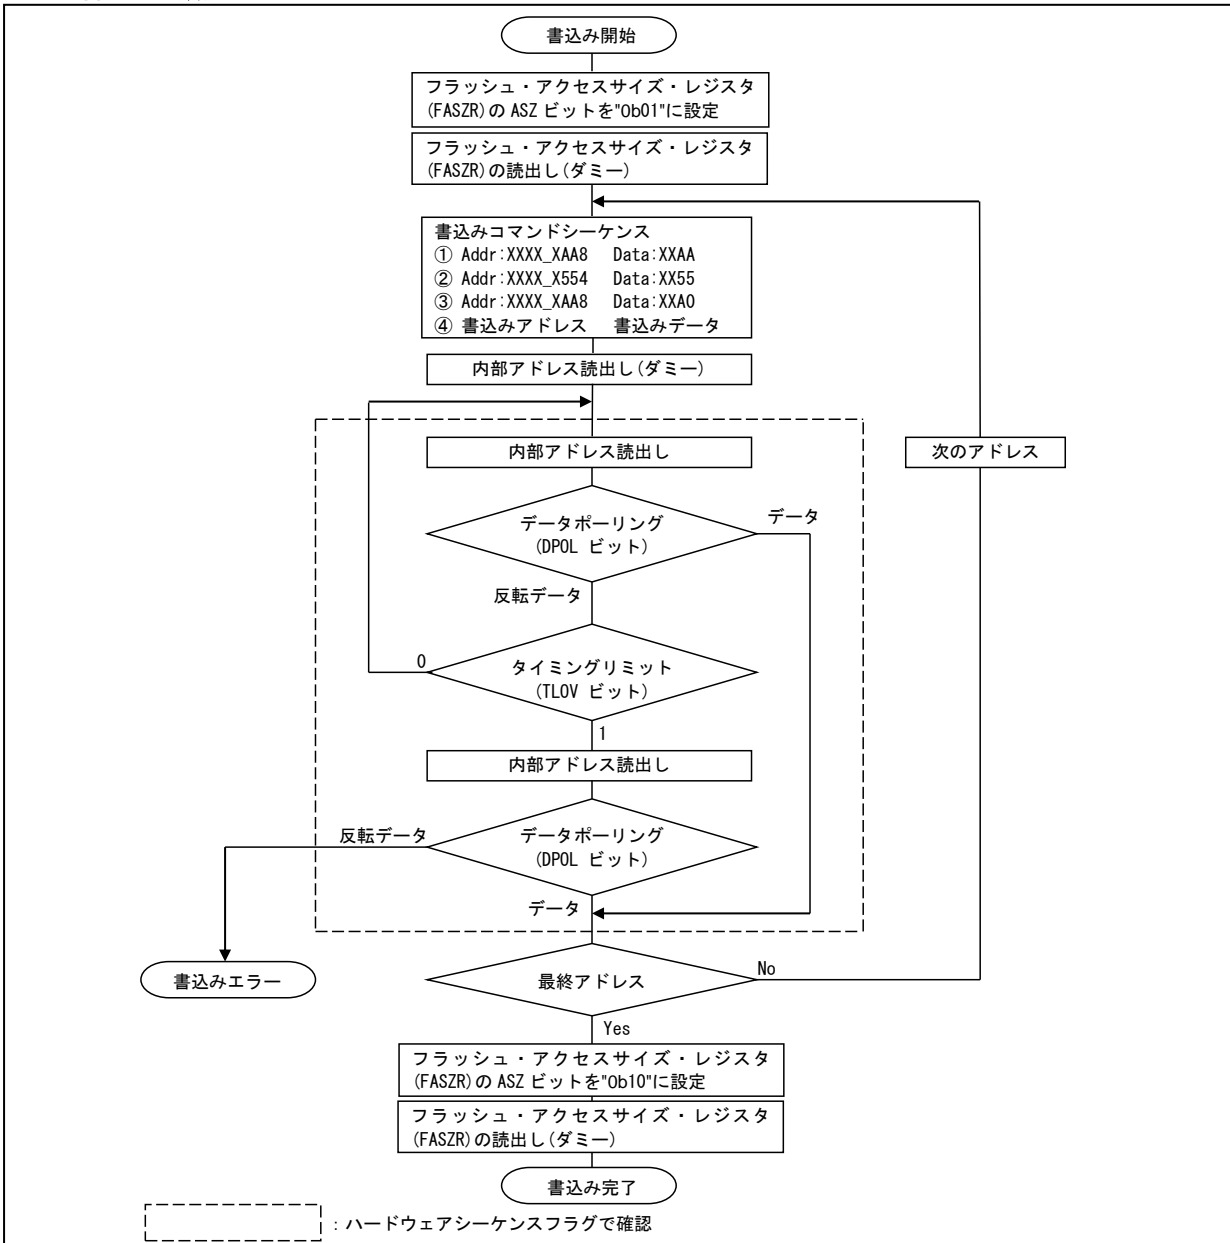 書込み開始
フラッシュ・アクセスサイズ・レジスタ
(FASZR)の ASZ ビットを"0b01"に設定
フラッシュ・アクセスサイズ・レジスタ
(FASZR)の読出し(ダミー)
書込みコマンドシーケンス
① Addr:XXXX_XAA8 Data:XXAA
② Addr:XXXX_X554 Data:XX55
③ Addr:XXXX_XAA8 Data:XXA0
④ 書込みアドレス 書込みデータ
内部アドレス読出し(ダミー)
内部アドレス読出し
次のアドレス
データポーリング
(DPOL ビット)
データ
反転データ
タイミングリミット
(TLOV ビット)
0
1
内部アドレス読出し
データポーリング
(DPOL ビット)
反転データ
データ
書込みエラー
最終アドレス
No
Yes
フラッシュ・アクセスサイズ・レジスタ
(FASZR)の ASZ ビットを"0b10"に設定
フラッシュ・アクセスサイズ・レジスタ
(FASZR)の読出し(ダミー)
書込み完了
:ハードウェアシーケンスフラグで確認